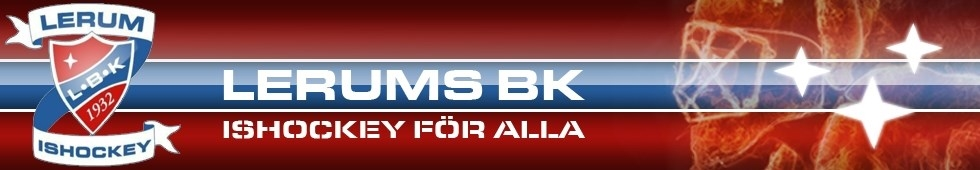 LERUM
L•B•K
1932
ISHOCKEY
LERUMS BK
ISHOCKEY FÖR ALLA